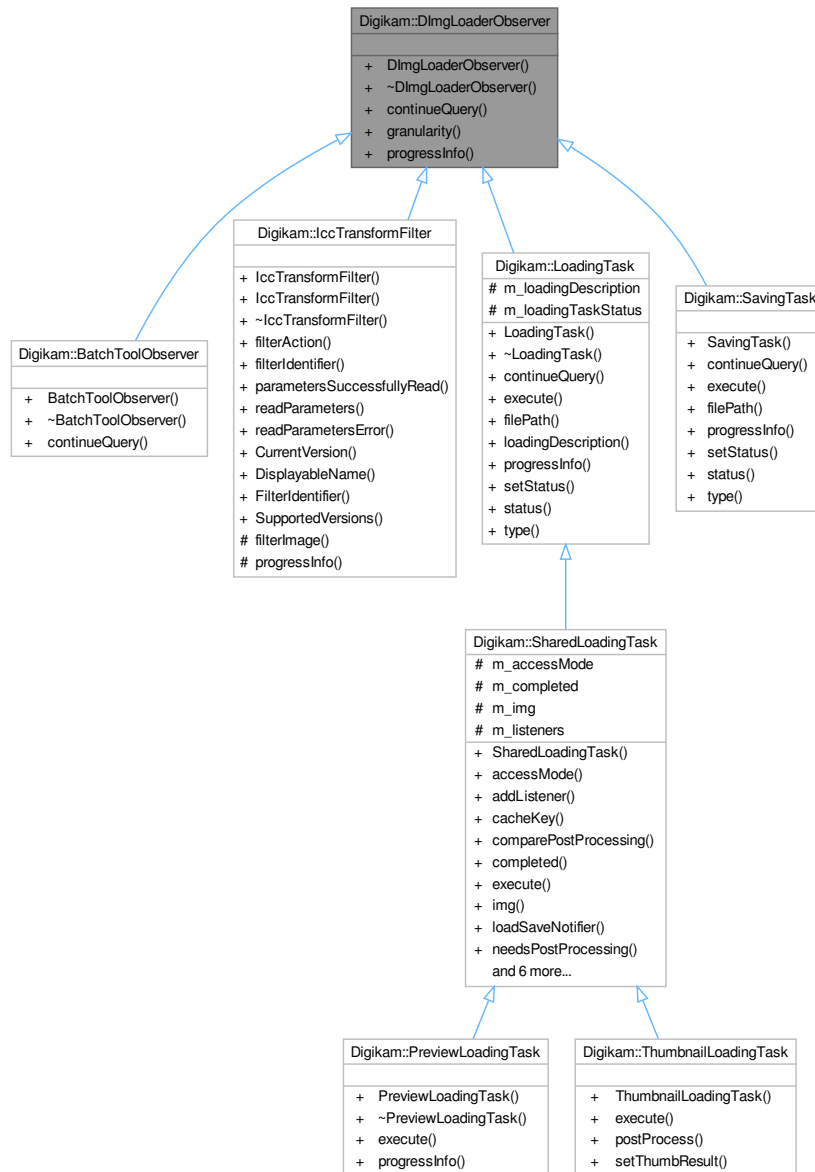 Digikam::DImgLoaderObserver
+ DImgLoaderObserver()
+ ~DImgLoaderObserver()
+ continueQuery()
+ granularity()
+ progressInfo()
Digikam::BatchToolObserver
+ BatchToolObserver()
+ ~BatchToolObserver()
+ continueQuery()
Digikam::IccTransformFilter
+ IccTransformFilter()
+ IccTransformFilter()
+ ~IccTransformFilter()
+ filterAction()
+ filterIdentifier()
+ parametersSuccessfullyRead()
+ readParameters()
+ readParametersError()
+ CurrentVersion()
+ DisplayableName()
+ FilterIdentifier()
+ SupportedVersions()
# filterImage()
# progressInfo()
Digikam::LoadingTask
# m_loadingDescription
# m_loadingTaskStatus
+ LoadingTask()
+ ~LoadingTask()
+ continueQuery()
+ execute()
+ filePath()
+ loadingDescription()
+ progressInfo()
+ setStatus()
+ status()
+ type()
Digikam::SavingTask
+ SavingTask()
+ continueQuery()
+ execute()
+ filePath()
+ progressInfo()
+ setStatus()
+ status()
+ type()
Digikam::SharedLoadingTask
# m_accessMode
# m_completed
# m_img
# m_listeners
+ SharedLoadingTask()
+ accessMode()
+ addListener()
+ cacheKey()
+ comparePostProcessing()
+ completed()
+ execute()
+ img()
+ loadSaveNotifier()
+ needsPostProcessing()
and 6 more...
Digikam::PreviewLoadingTask
+ PreviewLoadingTask()
+ ~PreviewLoadingTask()
+ execute()
+ progressInfo()
Digikam::ThumbnailLoadingTask
+ ThumbnailLoadingTask()
+ execute()
+ postProcess()
+ setThumbResult()